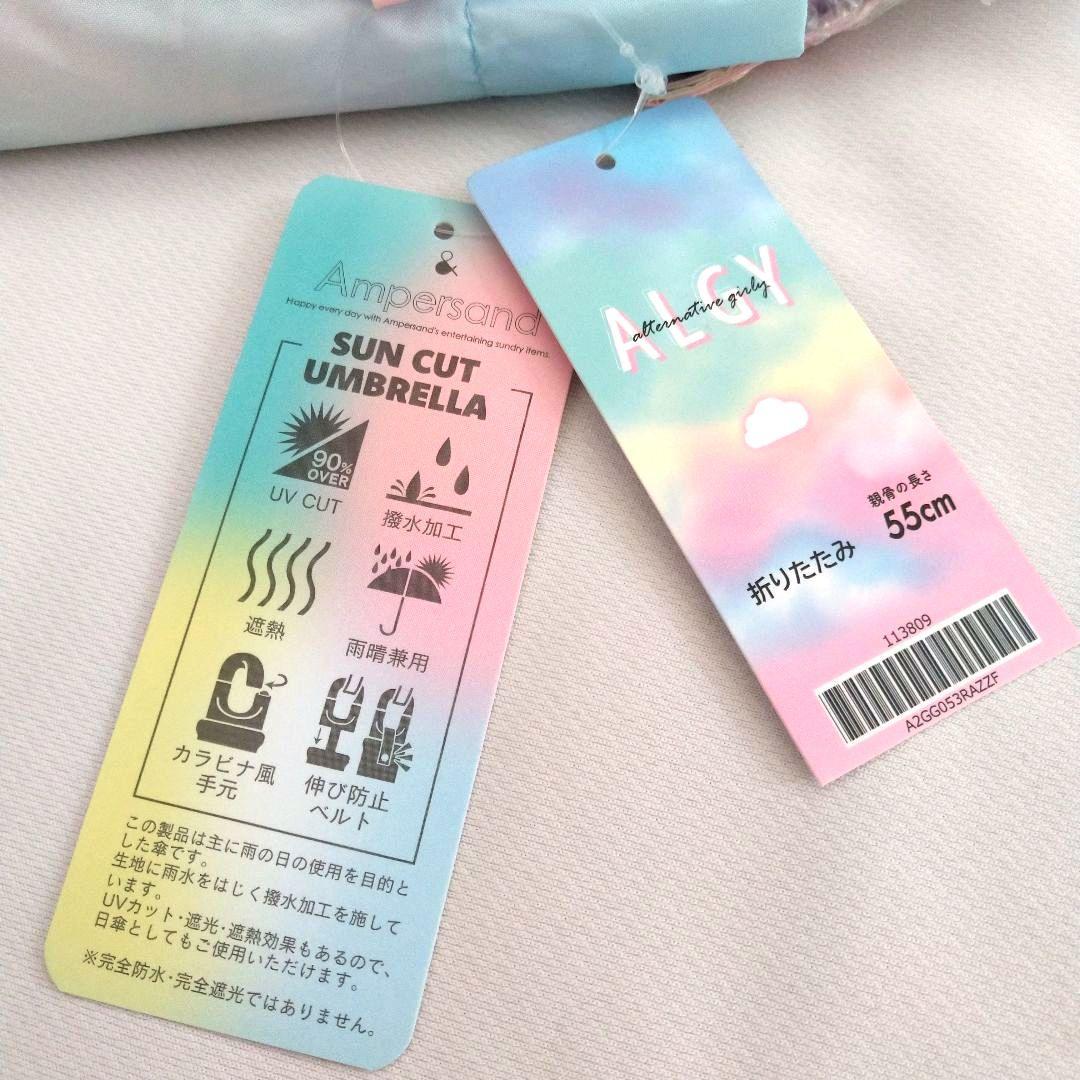 &
Ampersand
Happy every day with Ampersand's entertaining sundry items.
SUN CUT
UMBRELLA
90%
OVER
UV CUT
撥水加工
遮熱
雨晴兼用
カラビナ風
手元
伸び防止
ベルト
この製品は主に雨の日の使用を目的と
した傘です。
生地に雨水をはじく撥水加工を施して
います。
UVカット・遮光・遮熱効果もあるので、
日傘としてもご使用いただけます。
※完全防水・完全遮光ではありません。
ALGY
alternative girly
親骨の長さ
55cm
折りたたみ
113809
A2GG053RAZZF